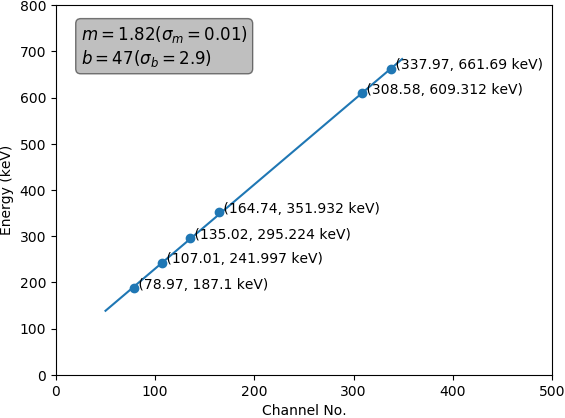 m = 1.82(σ_m = 0.01)
b = 47(σ_b = 2.9)
800
700
600
500
400
300
200
100
0
Energy (keV)
(337.97, 661.69 keV)
(308.58, 609.312 keV)
(164.74, 351.932 keV)
(135.02, 295.224 keV)
(107.01, 241.997 keV)
(78.97, 187.1 keV)
0 100 200 300 400 500
Channel No.